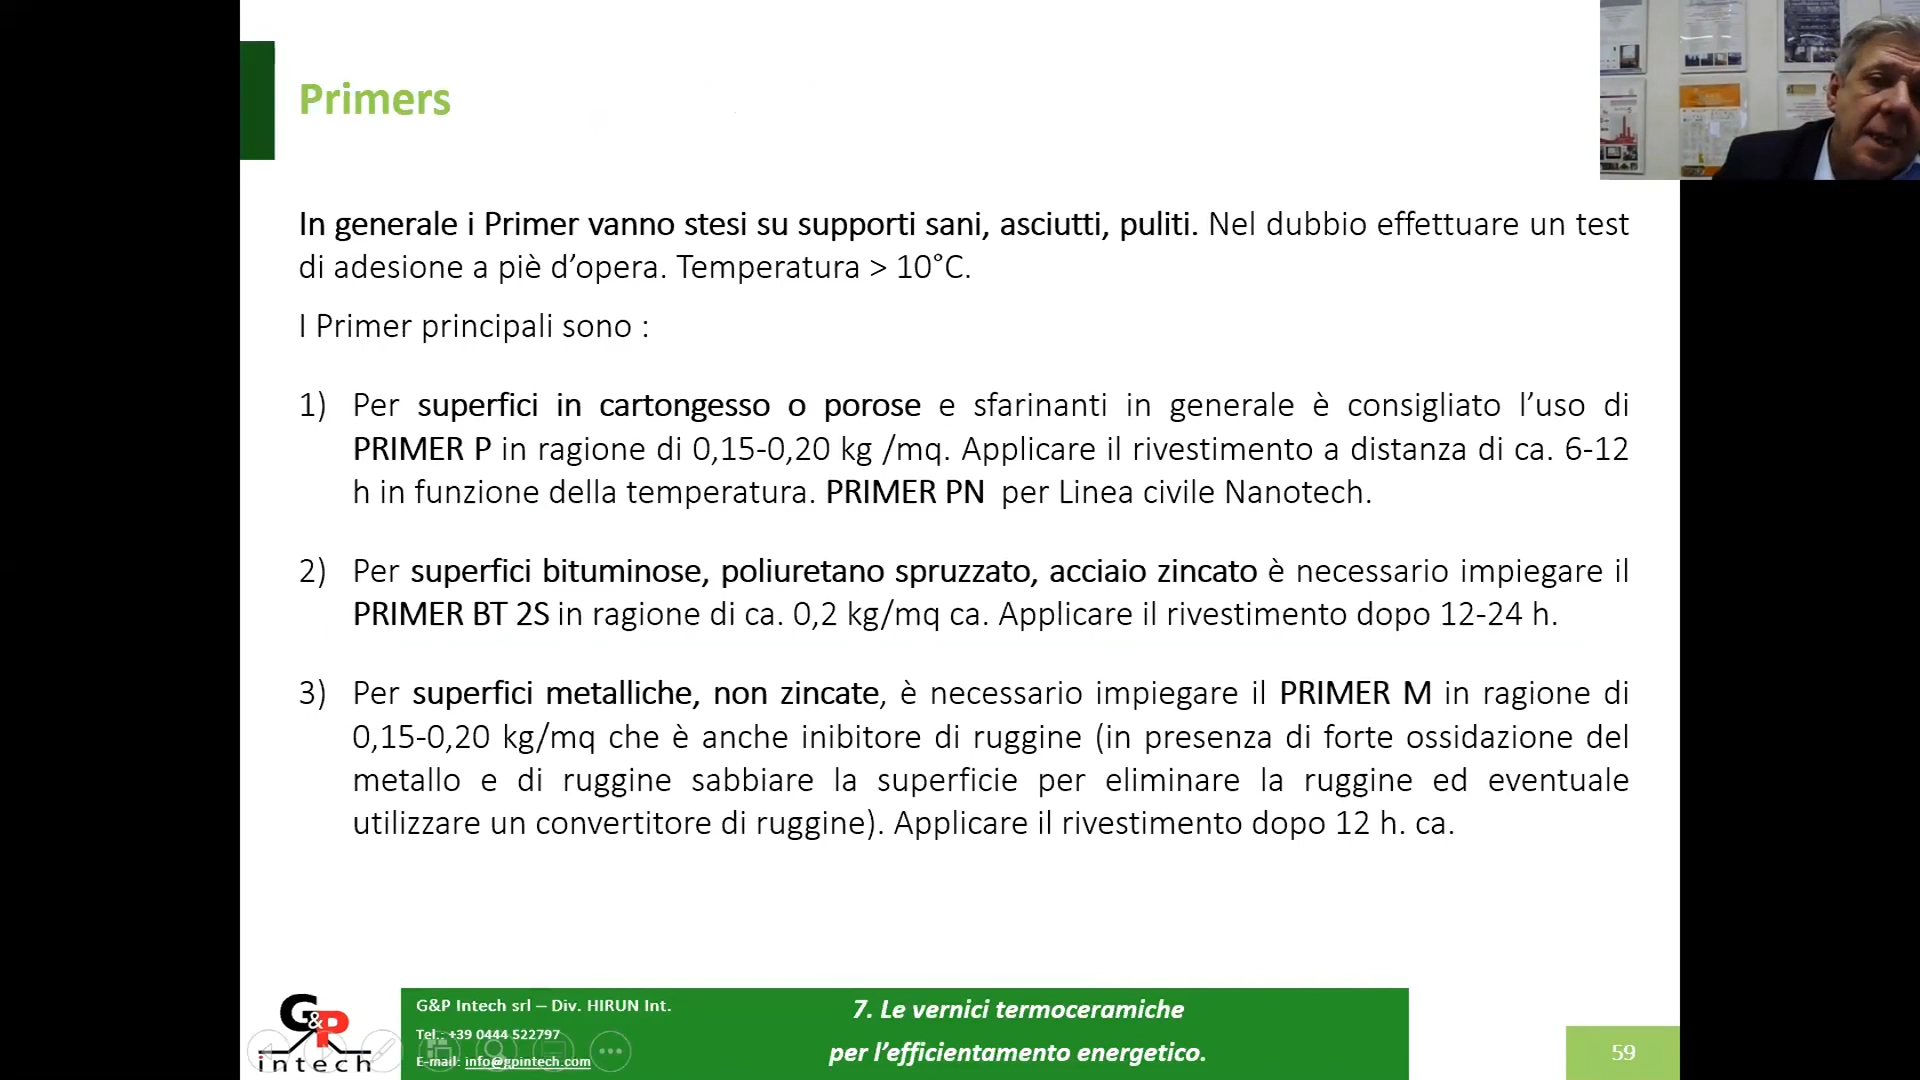 Primers
In generale i Primer vanno stesi su supporti sani, asciutti, puliti. Nel dubbio effettuare un test
di adesione a piè d’opera. Temperatura > 10°C.
I Primer principali sono :
1) Per superfici in cartongesso o porose e sfarinanti in generale è consigliato l’uso di
PRIMER P in ragione di 0,15-0,20 kg /mq. Applicare il rivestimento a distanza di ca. 6-12
h in funzione della temperatura. PRIMER PN per Linea civile Nanotech.
2) Per superfici bituminose, poliuretano spruzzato, acciaio zincato è necessario impiegare il
PRIMER BT 2S in ragione di ca. 0,2 kg/mq ca. Applicare il rivestimento dopo 12-24 h.
3) Per superfici metalliche, non zincate, è necessario impiegare il PRIMER M in ragione di
0,15-0,20 kg/mq che è anche inibitore di ruggine (in presenza di forte ossidazione del
metallo e di ruggine sabbiare la superficie per eliminare la ruggine ed eventuale
utilizzare un convertitore di ruggine). Applicare il rivestimento dopo 12 h. ca.
G&P
intech
G&P Intech srl – Div. HIRUN Int.
Tel.: +39 0444 522797
E-mail: info@gpintech.com
7. Le vernici termoceramiche
per l’efficientamento energetico.
59